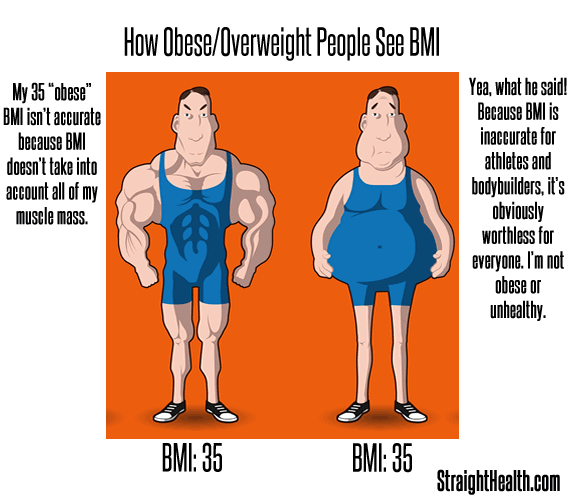 How Obese/Overweight People See BMI
My 35 “obese”
BMI isn't accurate
because BMI
doesn't take into
account all of my
muscle mass.
Yea, what he said!
Because BMI is
inaccurate for
athletes and
bodybuilders, it's
obviously
worthless for
everyone. I'm not
obese or
unhealthy.
BMI: 35
BMI: 35
StraightHealth.com